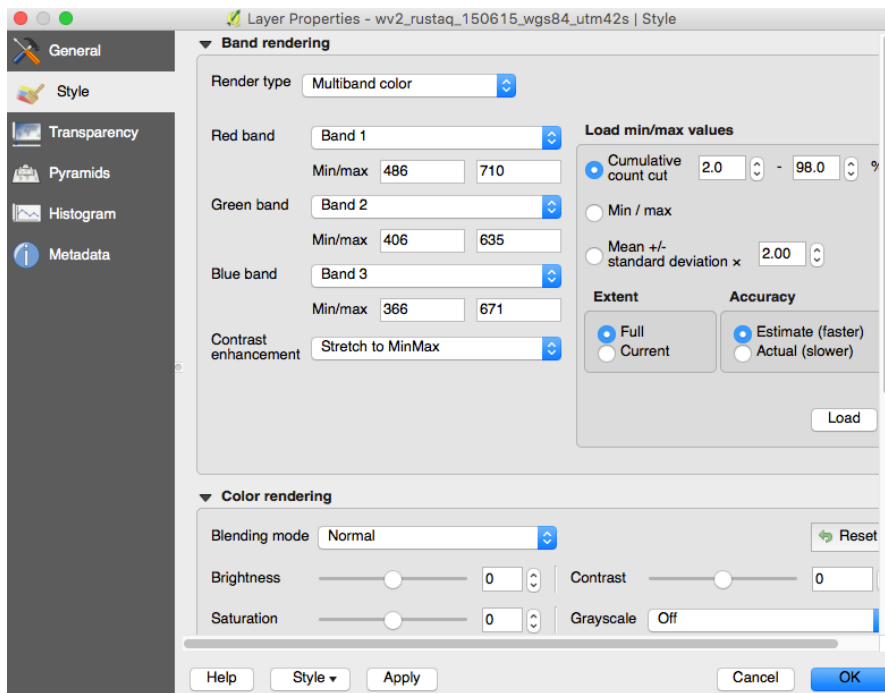 Layer Properties - wv2_rustaq_150615_wgs84_utm42s | Style
General
Style
Transparency
Pyramids
Histogram
Metadata
Band rendering
Render type Multiband color
Red band Band 1
Min/max 486 710
Green band Band 2
Min/max 406 635
Blue band Band 3
Min/max 366 671
Contrast
enhancement Stretch to MinMax
Load min/max values
Cumulative
count cut 2.0 - 98.0 %
Min / max
Mean +/-
standard deviation × 2.00
Extent Accuracy
Full Estimate (faster)
Current Actual (slower)
Load
Color rendering
Blending mode Normal Reset
Brightness 0 Contrast 0
Saturation 0 Grayscale Off
Help Style Apply Cancel OK